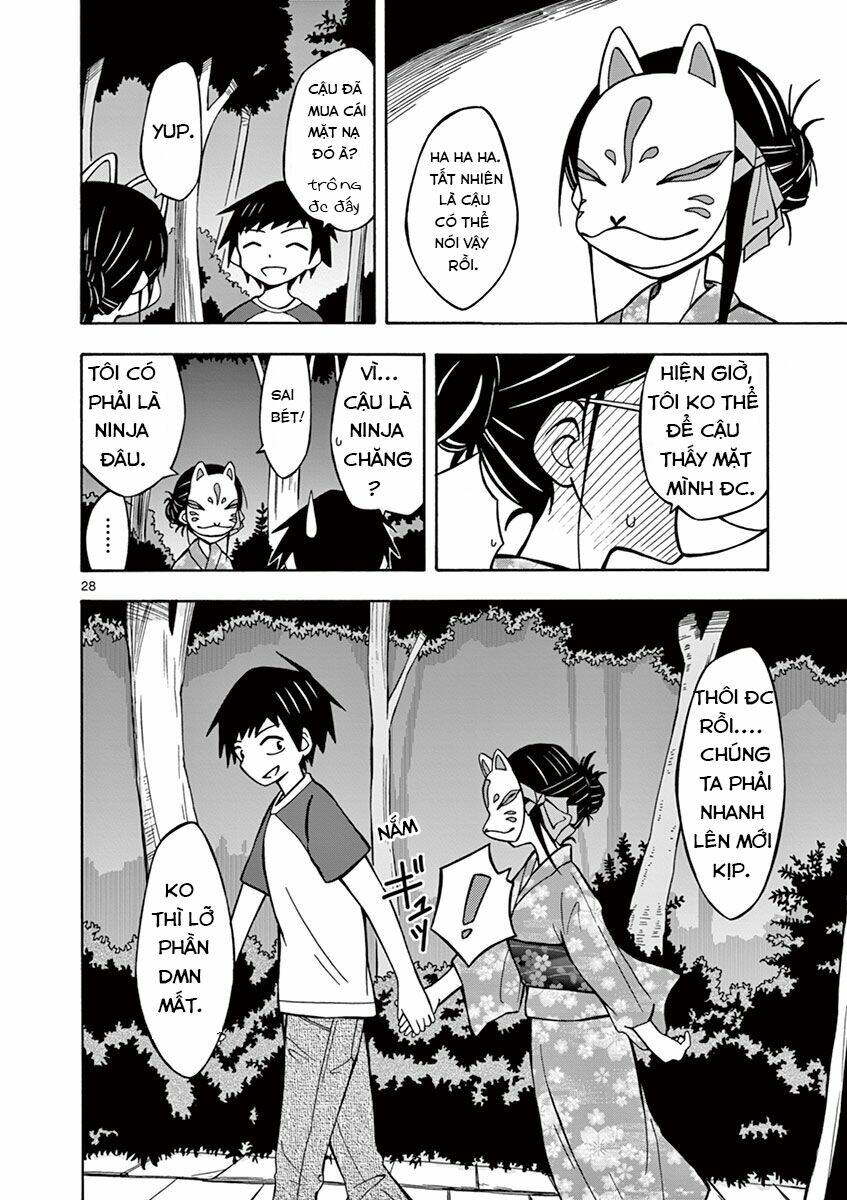 HA HA HA.
TẤT NHIÊN
LÀ CẬU
CÓ THỂ
NÓI VẬY
RỒI.
CẬU ĐÃ
MUA CÁI
MẶT NẠ
ĐÓ À?
trông
đc đấy
YUP.
HIỆN GIỜ,
TÔI KO THỂ
ĐỂ CẬU
THẤY MẶT
MÌNH ĐC.
VÌ...
CẬU LÀ
NINJA
CHĂNG
?
SAI
BÉT!
TÔI CÓ
PHẢI LÀ
NINJA
ĐÂU.
......
28
THÔI ĐC
RỒI....
CHÚNG
TA PHẢI
NHANH
LÊN MỚI
KỊP.
!
NẮM
ギュッ
KO
THÌ LỠ
PHẦN
DMN
MẤT.